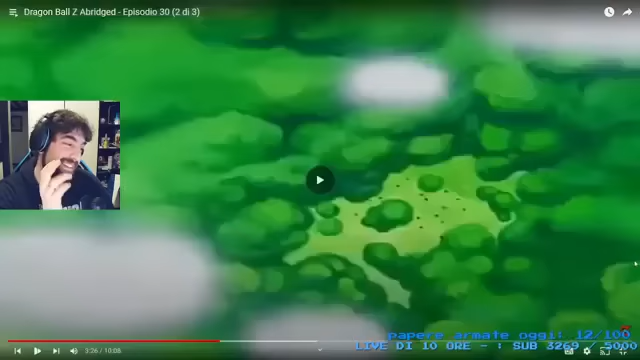 Dragon Ball Z Abridged - Episodio 30 (2 di 3)
papere armate oggi: 12/100
LIVE DI 10 ORE - : SUB 3269 / 5000
3:26 / 10:08